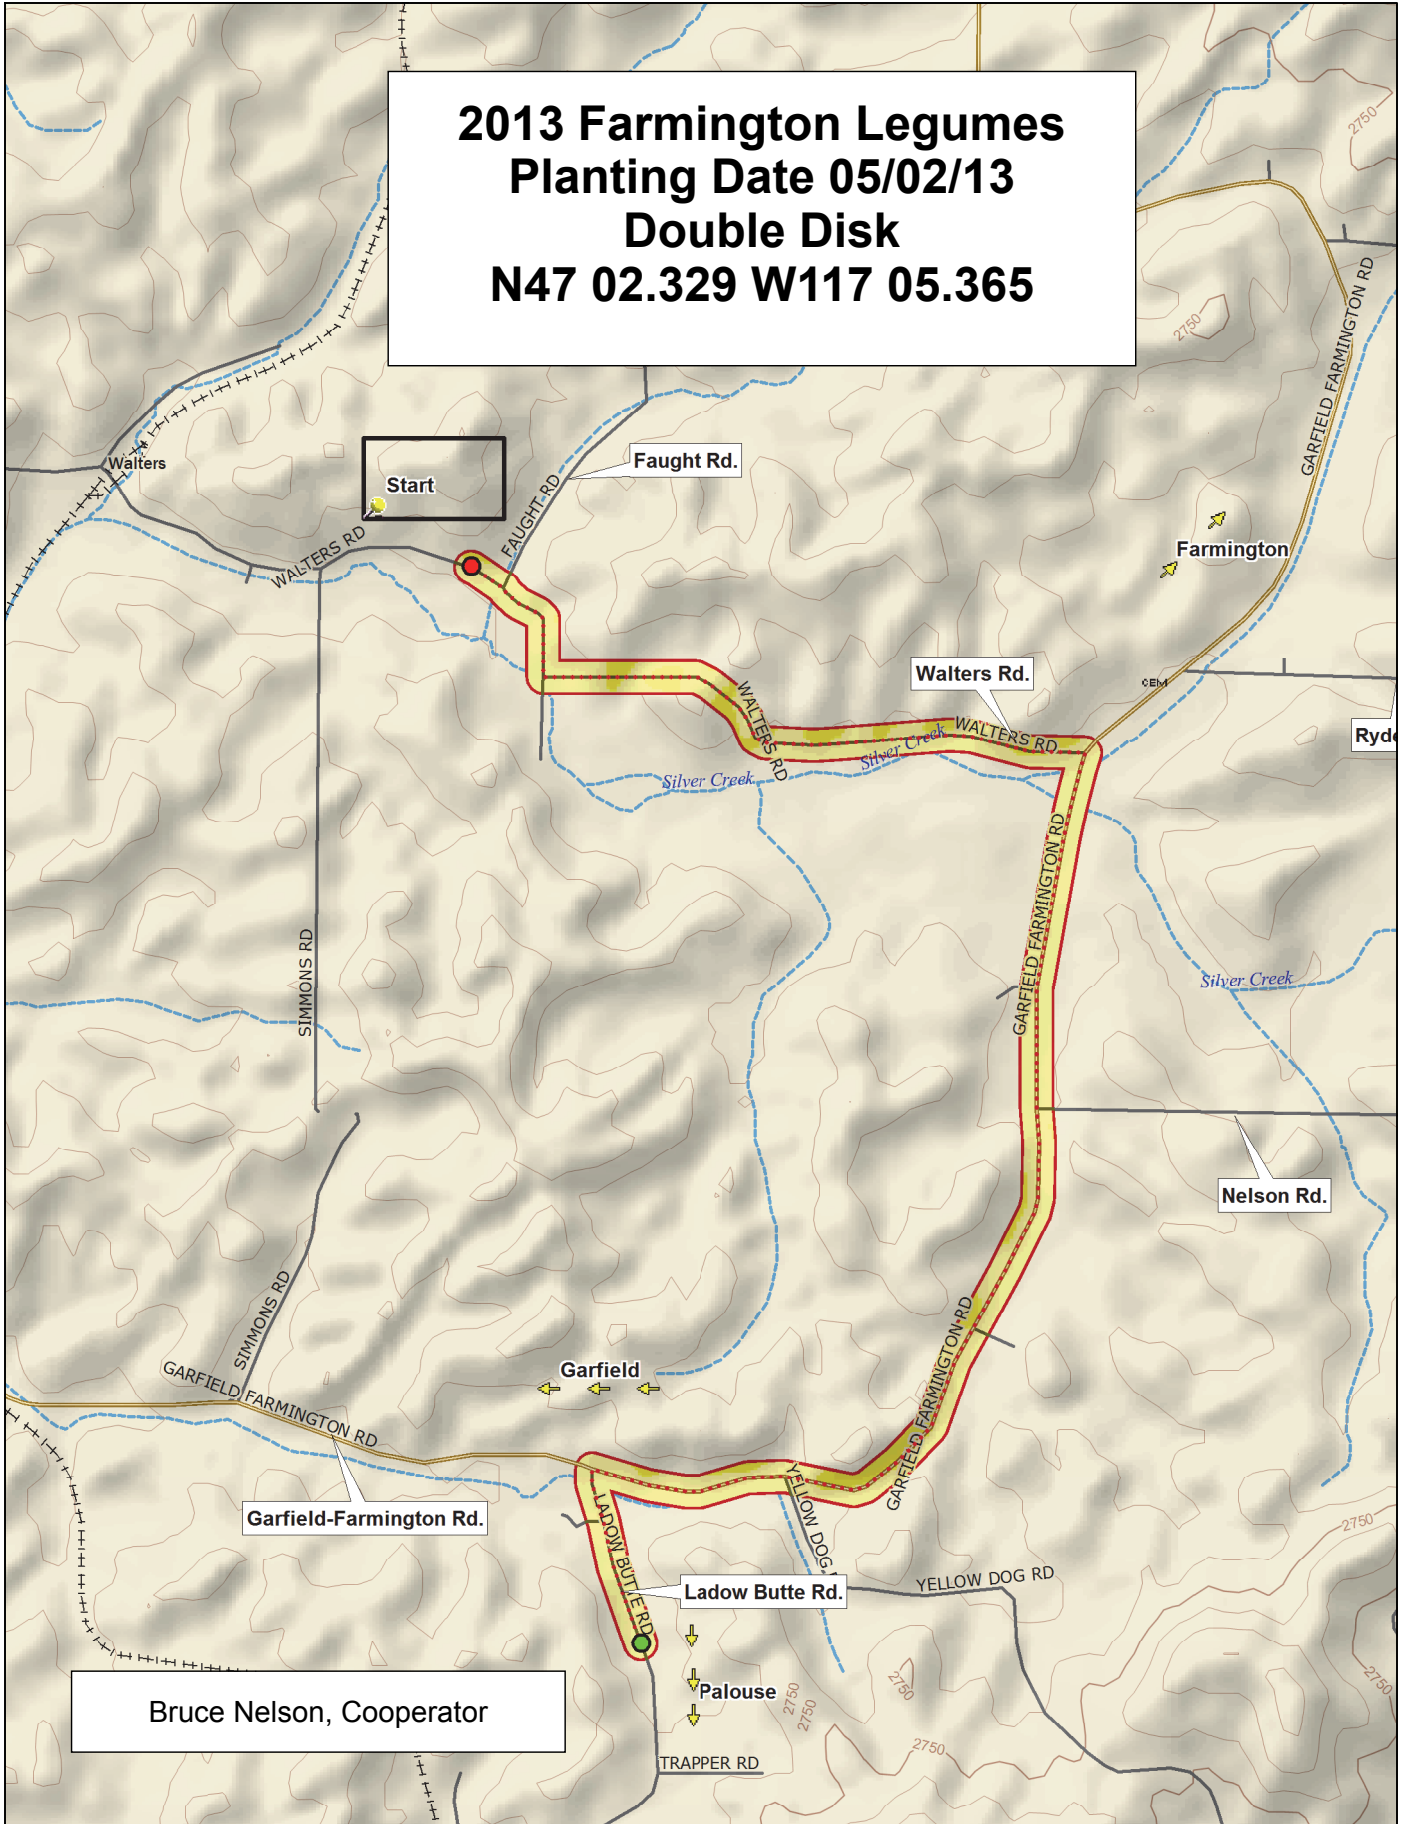 2013 Farmington Legumes
Planting Date 05/02/13
Double Disk
N47 02.329 W117 05.365
2750
2750
GARFIELD FARMINGTON RD
Walters
Start
Faught Rd.
FAUGHT RD
WALTERS RD
Farmington
Walters Rd.
CEM
WALTERS RD
WALTERS RD
Silver Creek
Silver Creek
GARFIELD FARMINGTON RD
SIMMONS RD
Silver Creek
Nelson Rd.
SIMMONS RD
GARFIELD FARMINGTON RD
Garfield
GARFIELD FARMINGTON RD
Garfield-Farmington Rd.
LADOW BUTTE RD
YELLOW DOG
2750
YELLOW DOG RD
Ladow Butte Rd.
Palouse
2750
2750
2750
2750
2750
Bruce Nelson, Cooperator
TRAPPER RD